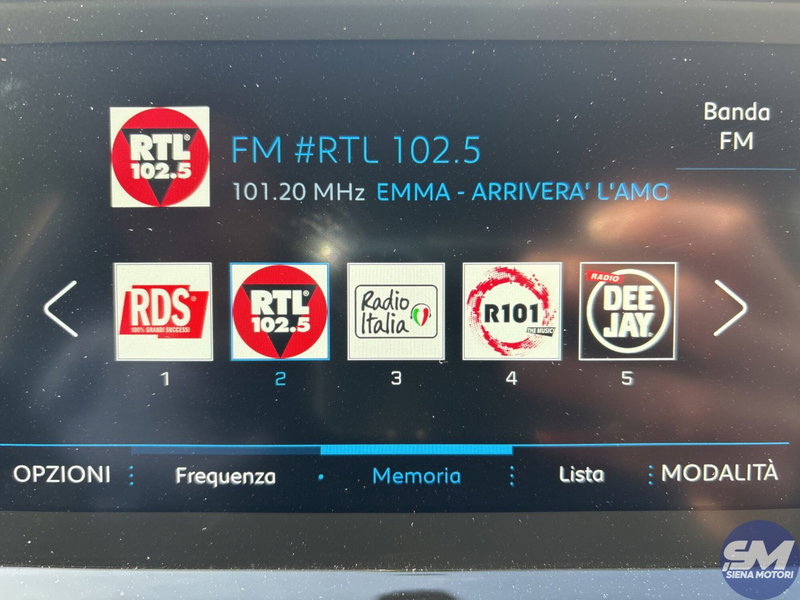 Banda
FM
RTL
102.5
FM #RTL 102.5
101.20 MHz EMMA - ARRIVERA' L'AMO
RDS
100% GRANDI SUCCESSI
RTL
102.5
Radio
Italia
R101
THE MUSIC
RADIO
DEE
JAY
1
2
3
4
5
OPZIONI
Frequenza
Memoria
Lista
MODALITÀ
SM
SIENA MOTORI